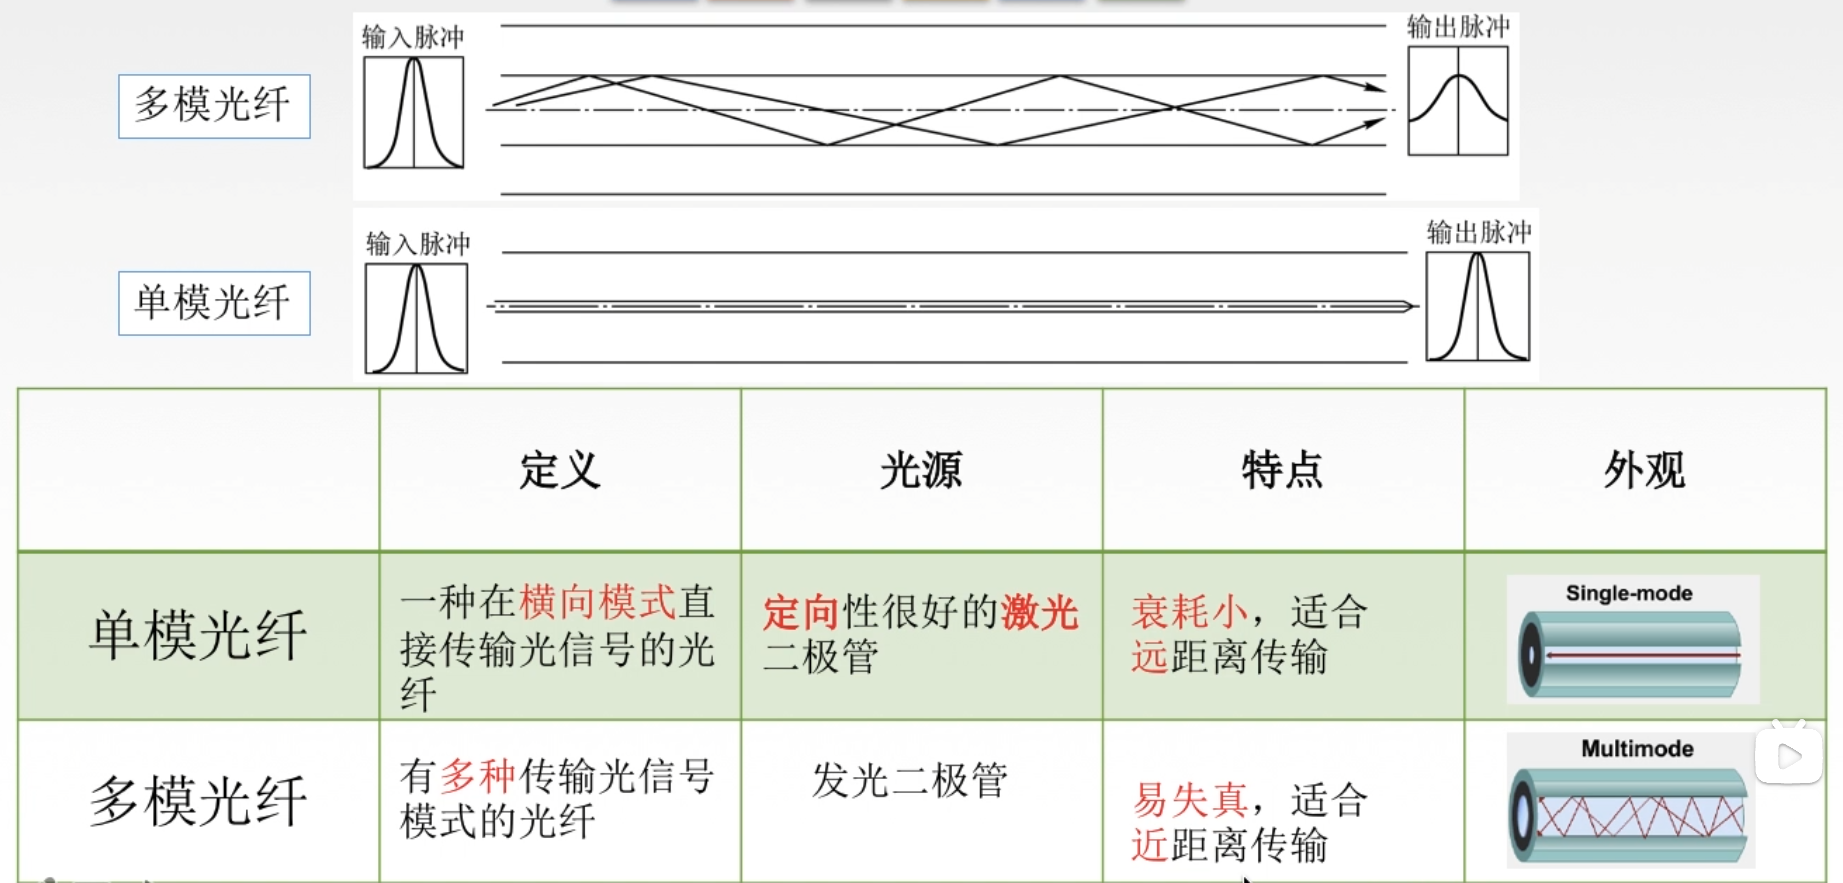 输入脉冲
输出脉冲
多模光纤
输入脉冲
输出脉冲
单模光纤
定义
光源
特点
外观
单模光纤
一种在横向模式直
接传输光信号的光
纤
定向性很好的激光
二极管
衰耗小，适合
远距离传输
Single-mode
多模光纤
有多种传输光信号
模式的光纤
发光二极管
易失真，适合
近距离传输
Multimode